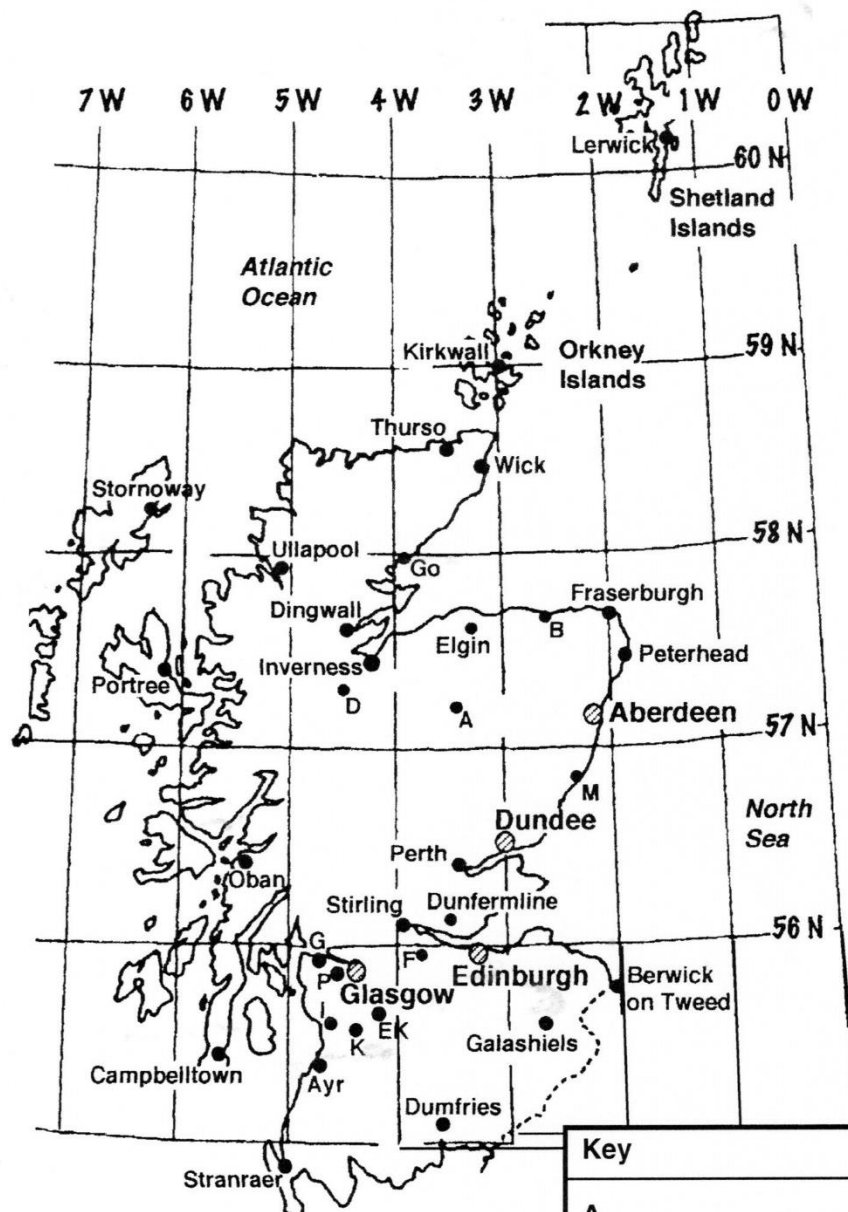 7 W 6 W 5 W 4 W 3 W 2 W 1 W 0 W
Lerwick
60 N
Shetland
Islands
Atlantic
Ocean
59 N
Kirkwall
Orkney
Islands
Thurso
Wick
Stornoway
58 N
Ullapool
Go
Fraserburgh
Dingwall
B
Elgin
Peterhead
Inverness
Portree
D
A
Aberdeen
57 N
M
North
Sea
Dundee
Perth
Oban
Dunfermline
Stirling
56 N
G
F
Edinburgh
P
Glasgow
Berwick
on Tweed
I
EK
K
Galashiels
Campbelltown
Ayr
Dumfries
Key
Stranraer
A